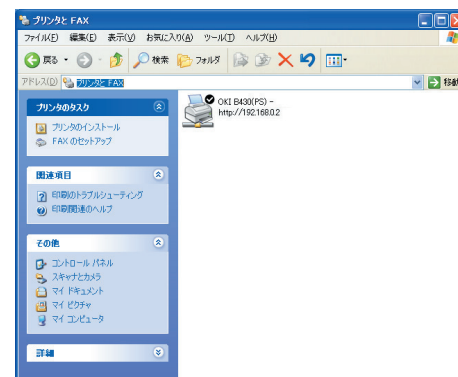 プリンタと FAX
ファイル(F) 編集(E) 表示(V) お気に入り(A) ツール(T) ヘルプ(H)
戻る 検索 フォルダ
アドレス(D) プリンタと FAX 移動
プリンタのタスク
プリンタのインストール
FAX のセットアップ
関連項目
印刷のトラブルシューティング
印刷関連のヘルプ
その他
コントロール パネル
スキャナとカメラ
マイ ドキュメント
マイ ピクチャ
マイ コンピュータ
詳細
OKI B430(PS) -
http://192.168.0.2